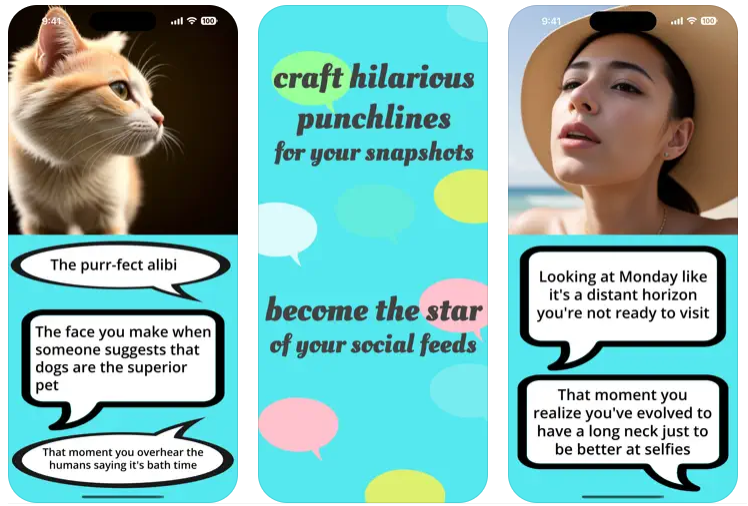 9:41
100
The purr-fect alibi
The face you make when
someone suggests that
dogs are the superior
pet
That moment you overhear the
humans saying it's bath time
craft hilarious
punchlines
for your snapshots
become the star
of your social feeds
9:41
100
Looking at Monday like
it's a distant horizon
you're not ready to visit
That moment you
realize you've evolved to
have a long neck just to
be better at selfies